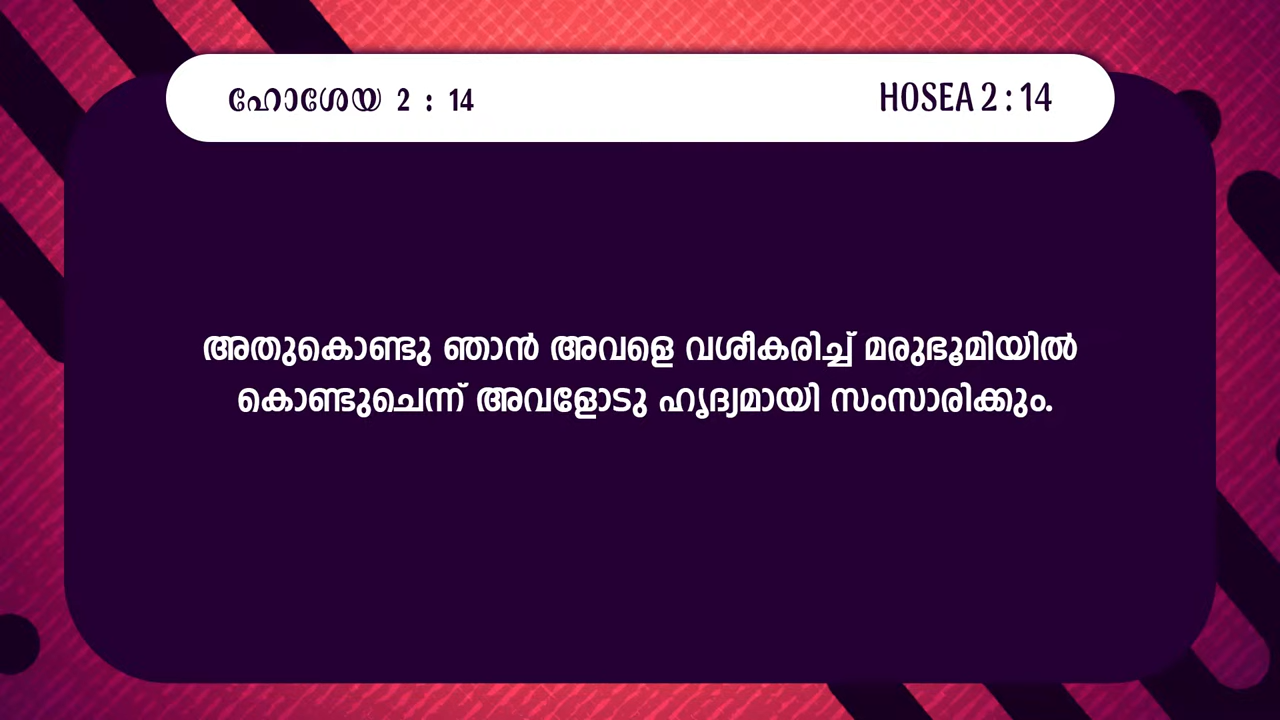 ഹോശേയ 2 : 14
HOSEA 2 : 14
അതുകൊണ്ടു ഞാൻ അവളെ വശീകരിച്ച് മരുഭൂമിയിൽ
കൊണ്ടുചെന്ന് അവളോടു ഹൃദ്യമായി സംസാരിക്കും.